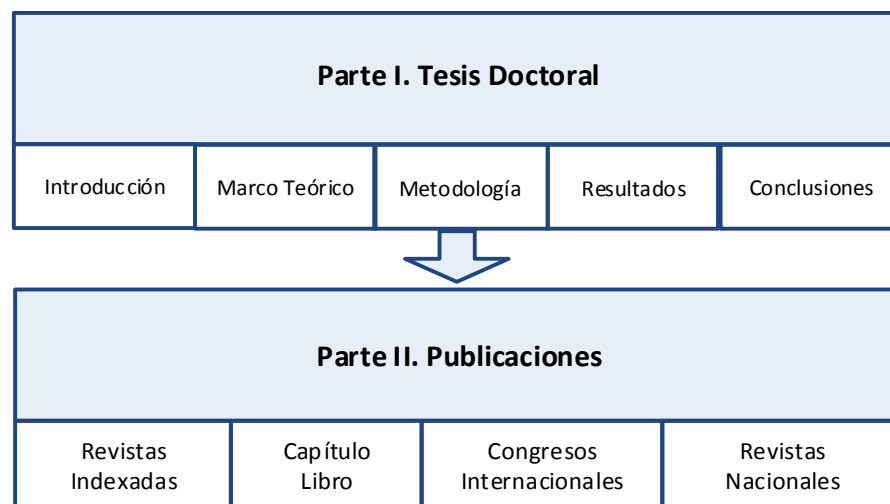 Parte I. Tesis Doctoral
Introducción
Marco Teórico
Metodología
Resultados
Conclusiones
Parte II. Publicaciones
Revistas
Indexadas
Capítulo
Libro
Congresos
Internacionales
Revistas
Nacionales